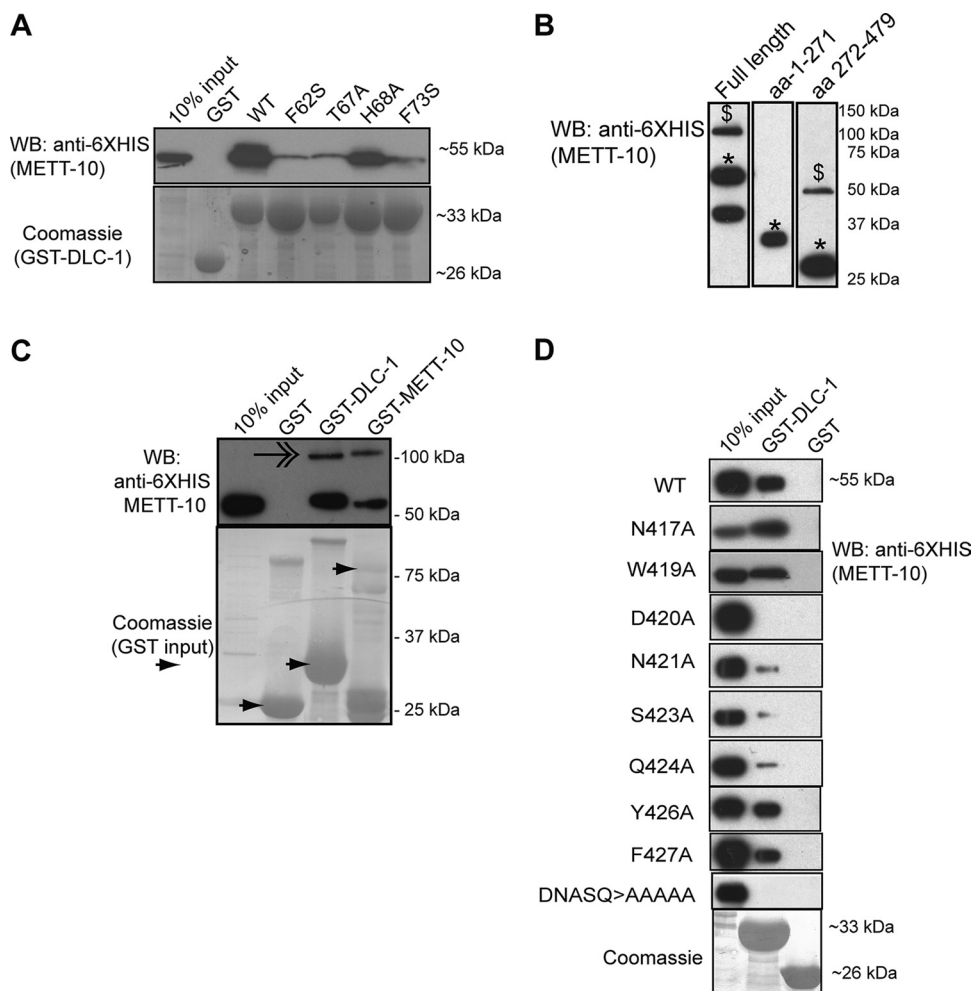 A
10% input
GST
WT
F62S
T67A
H68A
F73S
WB: anti-6XHIS
(METT-10)
~55 kDa
Coomassie
(GST-DLC-1)
~33 kDa
~26 kDa
B
Full length
aa-1-271
aa 272-479
WB: anti-6XHIS
(METT-10)
$
*
*
$
*
150 kDa
100 kDa
75 kDa
50 kDa
37 kDa
25 kDa
C
10% input
GST
GST-DLC-1
GST-METT-10
WB:
anti-6XHIS
METT-10
- 100 kDa
- 50 kDa
Coomassie
(GST input)
- 75 kDa
- 37 kDa
- 25 kDa
D
10% input
GST-DLC-1
GST
WT
~55 kDa
N417A
WB: anti-6XHIS
(METT-10)
W419A
D420A
N421A
S423A
Q424A
Y426A
F427A
DNASQ>AAAAA
Coomassie
~33 kDa
~26 kDa